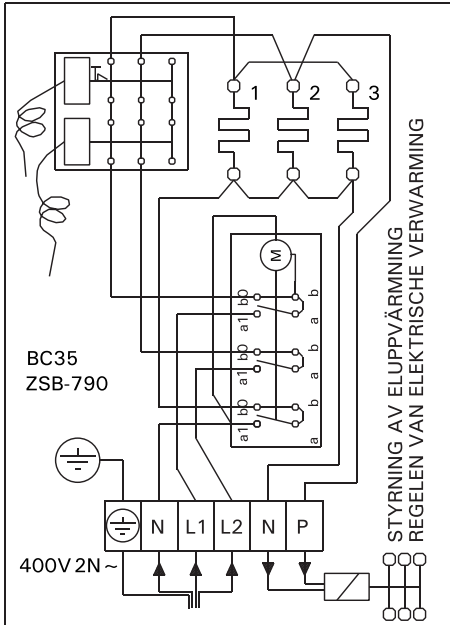 1 2 3
M
b0 b
a1 a
b0 b
a1 a
b0 b
a1 a
BC35
ZSB-790
STYRNING AV ELUPPVÄRMNING
REGELEN VAN ELEKTRISCHE VERWARMING
N L1 L2 N P
400V 2N~